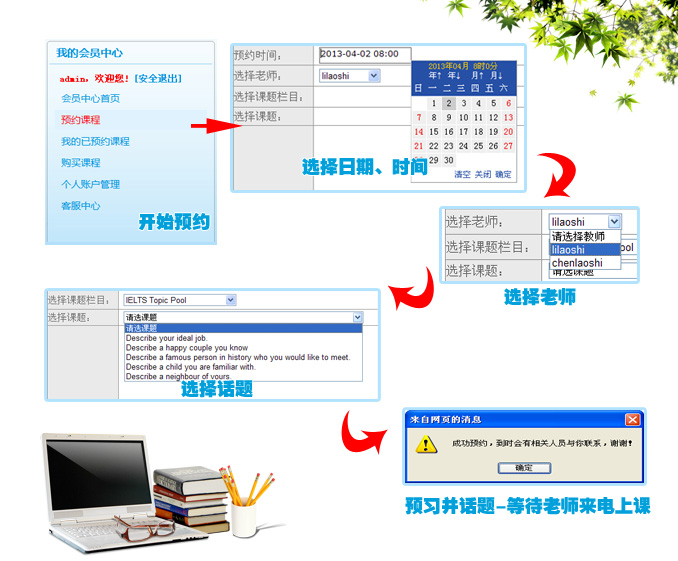 我的会员中心
admin，欢迎您！[安全退出]
会员中心首页
预约课程
我的已预约课程
购买课程
个人账户管理
客服中心
开始预约
预约时间：
2013-04-02 08:00
选择老师：
lilaoshi
选择课题栏目：
选择课题：
2013年04月 8时0分
年↑ 年↓ 月↑ 月↓
日 一 二 三 四 五 六
1 2 3 4 5 6
7 8 9 10 11 12 13
14 15 16 17 18 19 20
21 22 23 24 25 26 27
29 30
清空 关闭 确定
选择日期、时间
选择老师：
lilaoshi
请选择教师
选择课题栏目：
lilaoshi
ool
chenlaoshi
选择课题：
请选课题
选择老师
选择课题栏目：
IELTS Topic Pool
选择课题：
请选课题
请选课题
Describe your ideal job.
Describe a happy couple you know
Describe a famous person in history who you would like to meet.
Describe a child you are familiar with.
Describe a neighbour of yours.
选择话题
来自网页的消息
成功预约，到时会有相关人员与你联系，谢谢！
确定
预习并话题-等待老师来电上课